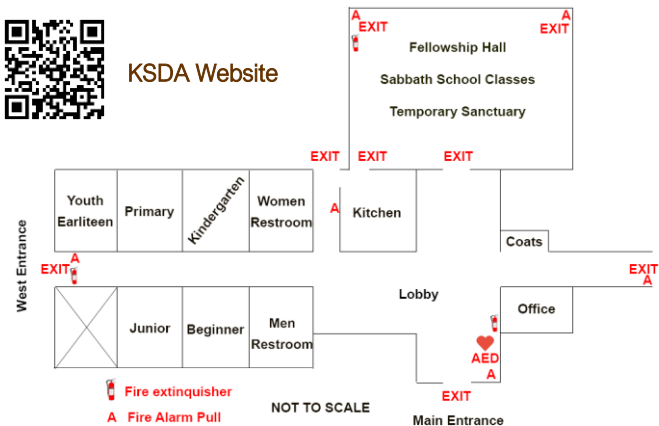 KSDA Website
A
A
EXIT
EXIT
Fellowship Hall
Sabbath School Classes
Temporary Sanctuary
EXIT
EXIT
EXIT
Youth
Earliteen
Primary
Kindergarten
Women
Restroom
A
Kitchen
Coats
West Entrance
A
EXIT
EXIT
A
Lobby
Office
Junior
Beginner
Men
Restroom
AED
A
EXIT
Main Entrance
Fire extinquisher
A Fire Alarm Pull
NOT TO SCALE